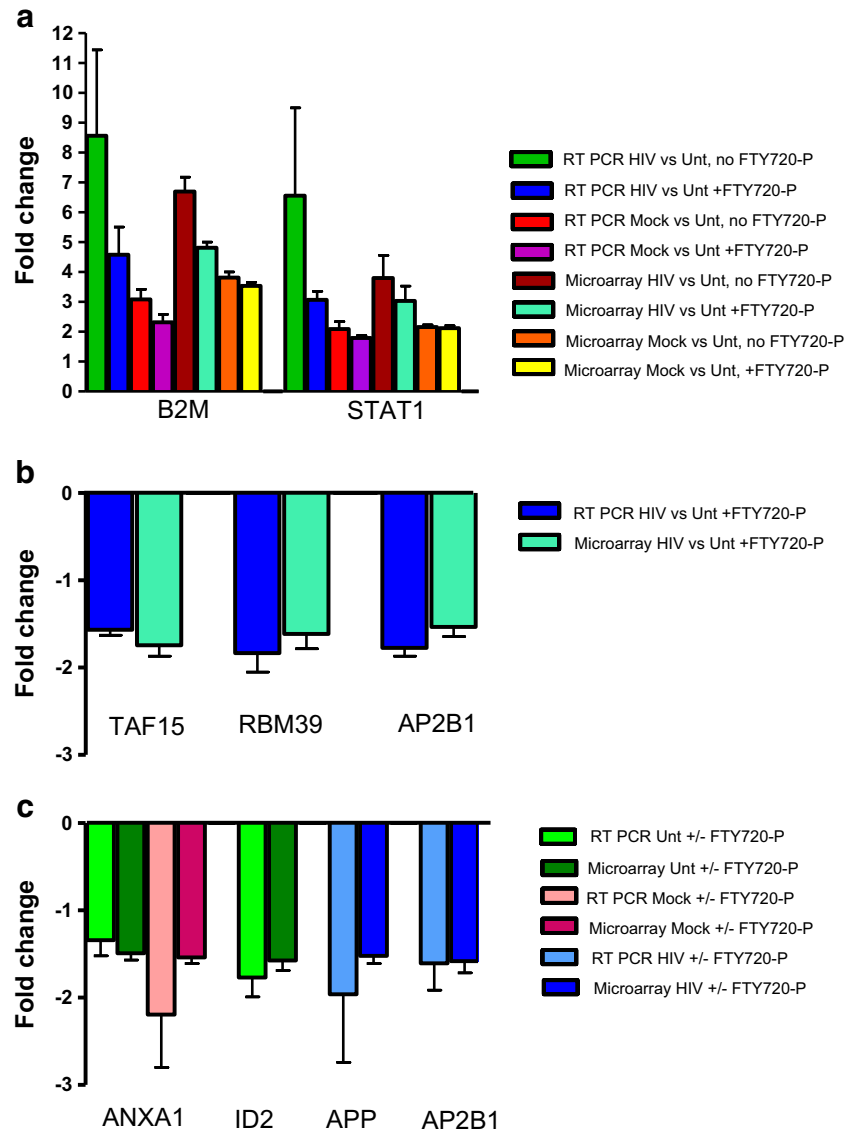 a
Fold change
12
11
10
9
8
7
6
5
4
3
2
1
0
B2M STAT1
RT PCR HIV vs Unt, no FTY720-P
RT PCR HIV vs Unt +FTY720-P
RT PCR Mock vs Unt, no FTY720-P
RT PCR Mock vs Unt +FTY720-P
Microarray HIV vs Unt, no FTY720-P
Microarray HIV vs Unt +FTY720-P
Microarray Mock vs Unt, no FTY720-P
Microarray Mock vs Unt, +FTY720-P
b
Fold change
0
-1
-2
-3
TAF15 RBM39 AP2B1
RT PCR HIV vs Unt +FTY720-P
Microarray HIV vs Unt +FTY720-P
c
Fold change
0
-1
-2
-3
ANXA1 ID2 APP AP2B1
RT PCR Unt +/- FTY720-P
Microarray Unt +/- FTY720-P
RT PCR Mock +/- FTY720-P
Microarray Mock +/- FTY720-P
RT PCR HIV +/- FTY720-P
Microarray HIV +/- FTY720-P